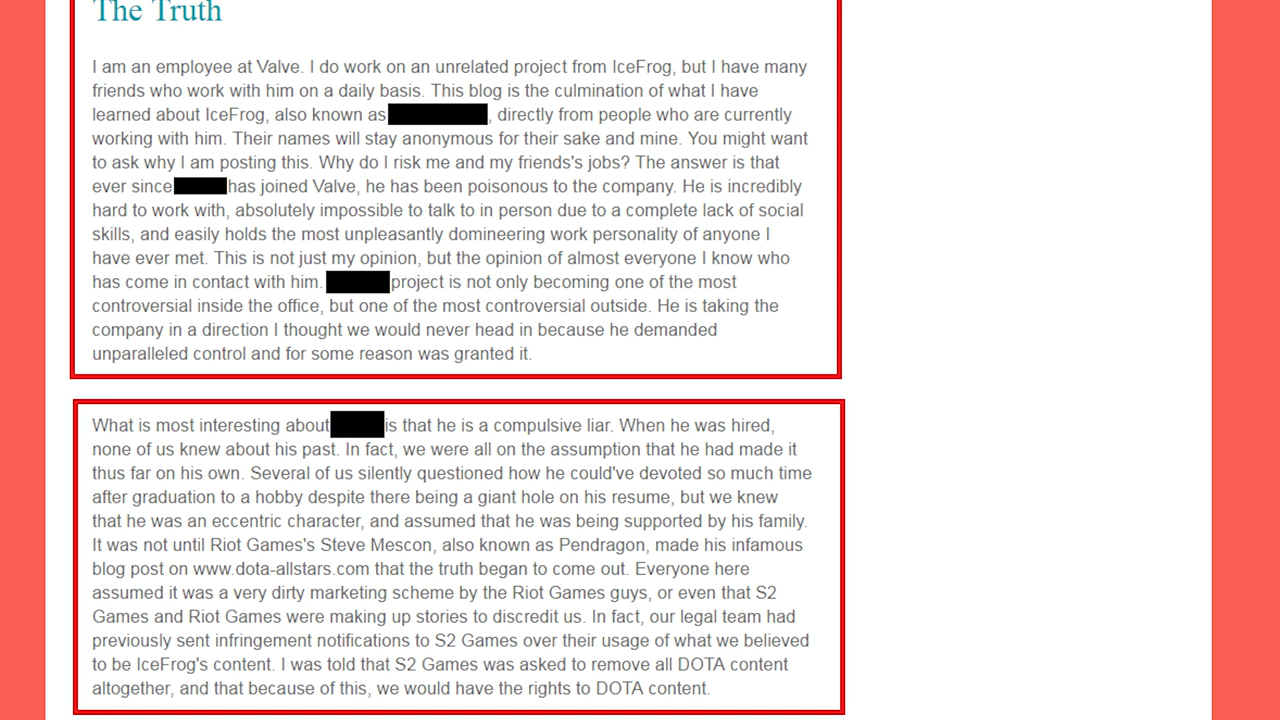 The Truth
I am an employee at Valve. I do work on an unrelated project from IceFrog, but I have many
friends who work with him on a daily basis. This blog is the culmination of what I have
learned about IceFrog, also known as , directly from people who are currently
working with him. Their names will stay anonymous for their sake and mine. You might want
to ask why I am posting this. Why do I risk me and my friends's jobs? The answer is that
ever since has joined Valve, he has been poisonous to the company. He is incredibly
hard to work with, absolutely impossible to talk to in person due to a complete lack of social
skills, and easily holds the most unpleasantly domineering work personality of anyone I
have ever met. This is not just my opinion, but the opinion of almost everyone I know who
has come in contact with him. project is not only becoming one of the most
controversial inside the office, but one of the most controversial outside. He is taking the
company in a direction I thought we would never head in because he demanded
unparalleled control and for some reason was granted it.
What is most interesting about is that he is a compulsive liar. When he was hired,
none of us knew about his past. In fact, we were all on the assumption that he had made it
thus far on his own. Several of us silently questioned how he could've devoted so much time
after graduation to a hobby despite there being a giant hole on his resume, but we knew
that he was an eccentric character, and assumed that he was being supported by his family.
It was not until Riot Games's Steve Mescon, also known as Pendragon, made his infamous
blog post on www.dota-allstars.com that the truth began to come out. Everyone here
assumed it was a very dirty marketing scheme by the Riot Games guys, or even that S2
Games and Riot Games were making up stories to discredit us. In fact, our legal team had
previously sent infringement notifications to S2 Games over their usage of what we believed
to be IceFrog's content. I was told that S2 Games was asked to remove all DOTA content
altogether, and that because of this, we would have the rights to DOTA content.